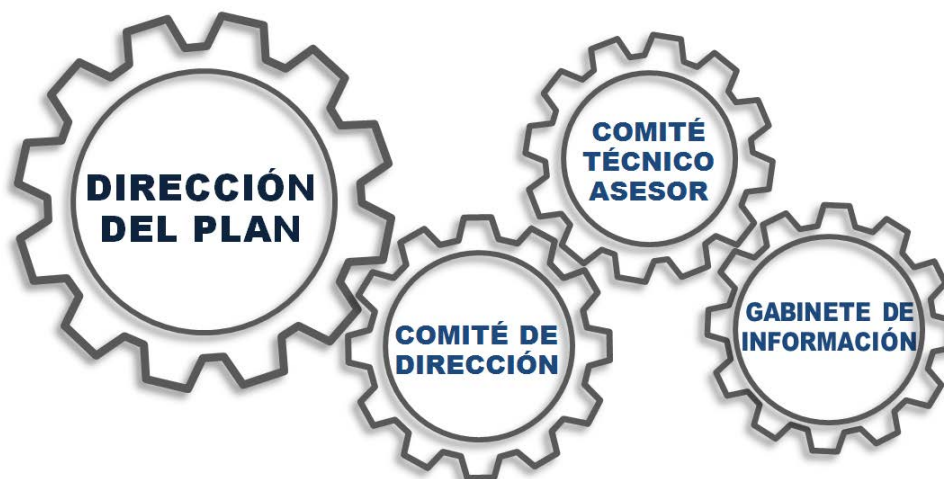 DIRECCIÓN
DEL PLAN
COMITÉ
TÉCNICO
ASESOR
COMITÉ DE
DIRECCIÓN
GABINETE DE
INFORMACIÓN